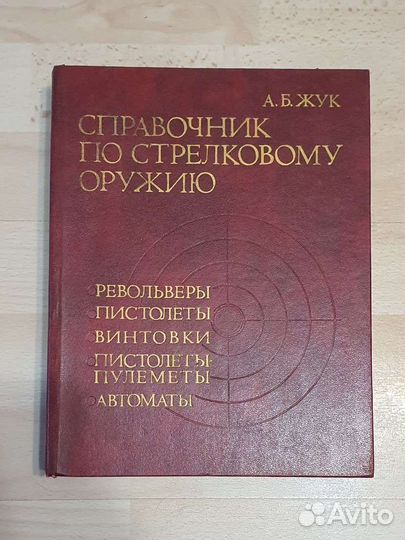 А.Б.ЖУК
СПРАВОЧНИК
ПО СТРЕЛКОВОМУ
ОРУЖИЮ
РЕВОЛЬВЕРЫ
ПИСТОЛЕТЫ
ВИНТОВКИ
ПИСТОЛЕТЫ-
ПУЛЕМЕТЫ
АВТОМАТЫ
Avito